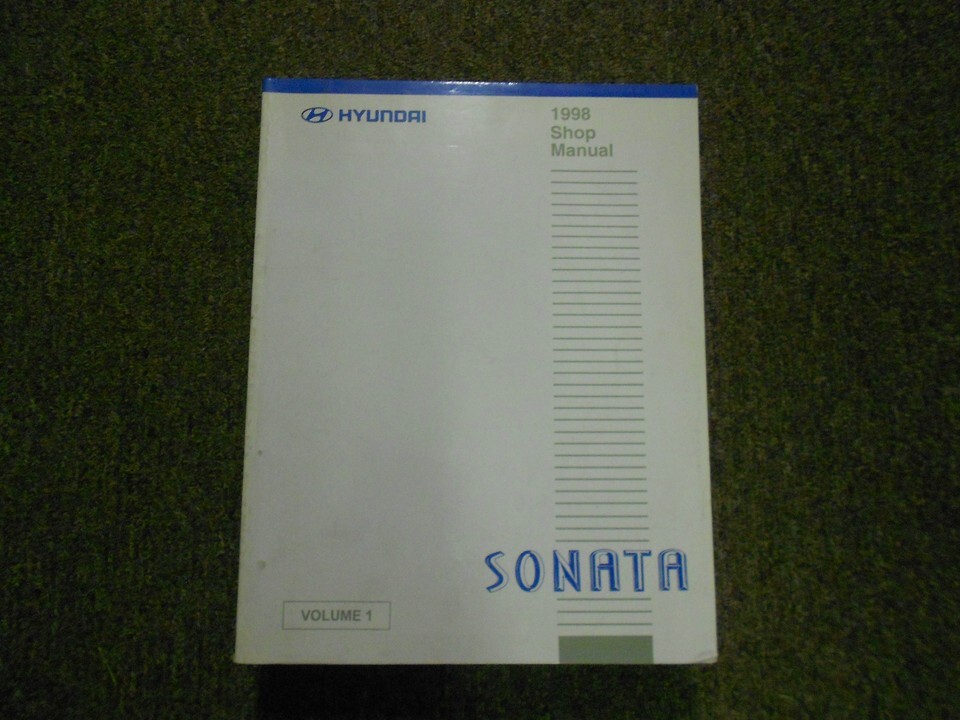 HYUNDAI
1998
Shop
Manual
SONATA
VOLUME 1